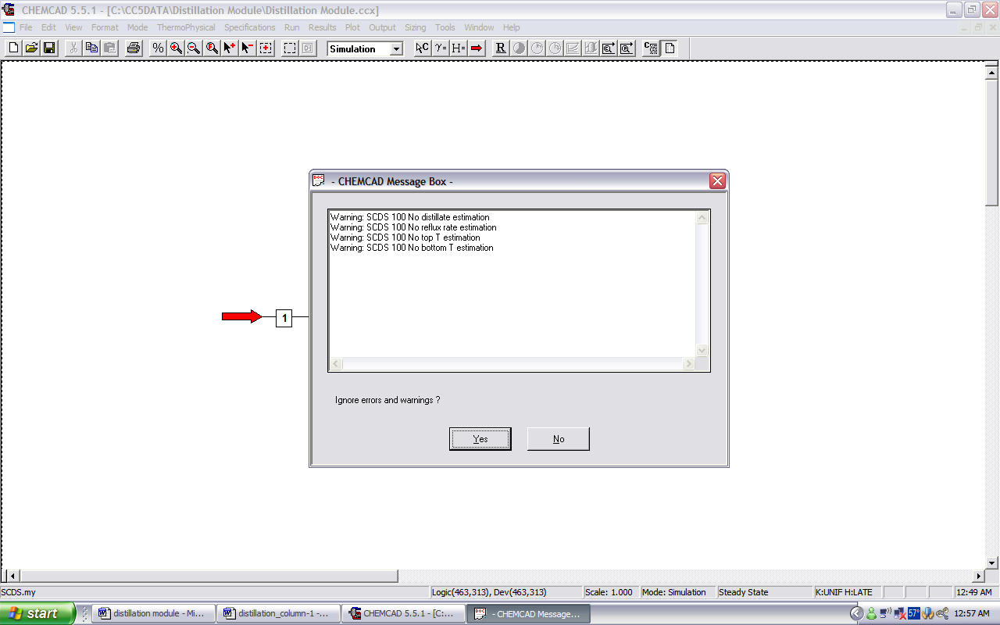 CHEMCAD 5.5.1 - [C:\CC5DATA\Distillation Module\Distillation Module.ccx]
File Edit View Format Mode ThermoPhysical Specifications Run Results Plot Output Sizing Tools Window Help
Simulation
- CHEMCAD Message Box -
Warning: SCDS 100 No distillate estimation
Warning: SCDS 100 No reflux rate estimation
Warning: SCDS 100 No top T estimation
Warning: SCDS 100 No bottom T estimation
1
Ignore errors and warnings ?
Yes No
SCDS.my Logic(463,313), Dev(463,313) Scale: 1.000 Mode: Simulation Steady State K:UNIF H:LATE 12:49 AM
start distillation module - Mi... distillation_column-1 -... CHEMCAD 5.5.1 - [C:... - CHEMCAD Message... 57° 12:57 AM